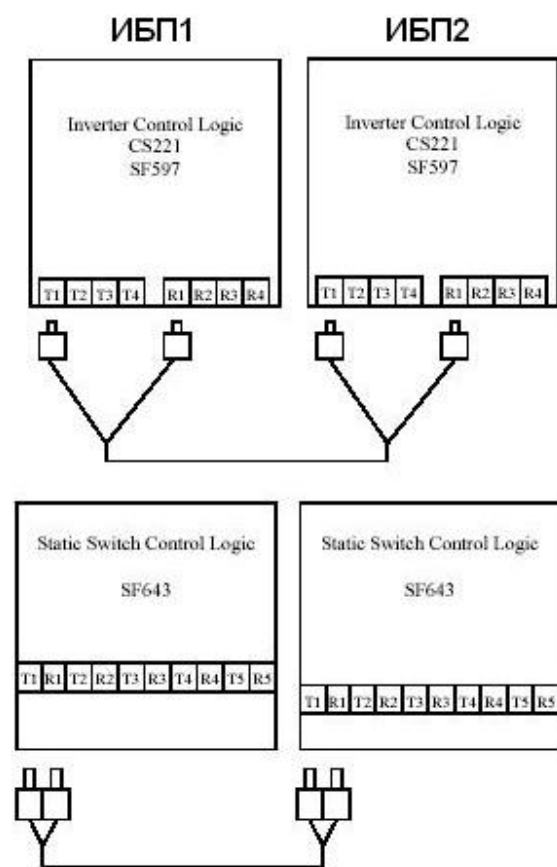 ИБП1 ИБП2
Inverter Control Logic
CS221
SF597
T1 T2 T3 T4 R1 R2 R3 R4
Inverter Control Logic
CS221
SF597
T1 T2 T3 T4 R1 R2 R3 R4
Static Switch Control Logic
SF643
T1 R1 T2 R2 T3 R3 T4 R4 T5 R5
Static Switch Control Logic
SF643
T1 R1 T2 R2 T3 R3 T4 R4 T5 R5